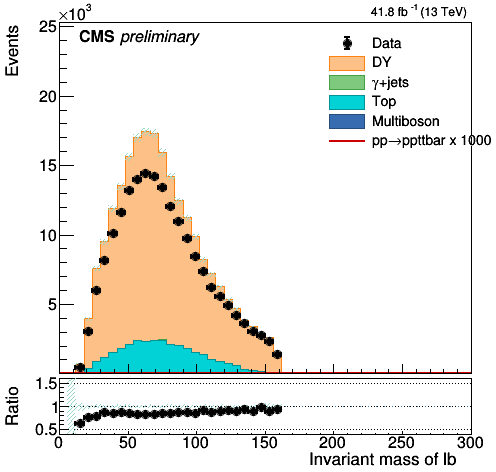 ×10³
41.8 fb⁻¹ (13 TeV)
CMS preliminary
Events
25
20
15
10
5
Data
DY
γ+jets
Top
Multiboson
pp→ppttbar x 1000
Ratio
1.5
1
0.5
0 50 100 150 200 250 300
Invariant mass of lb